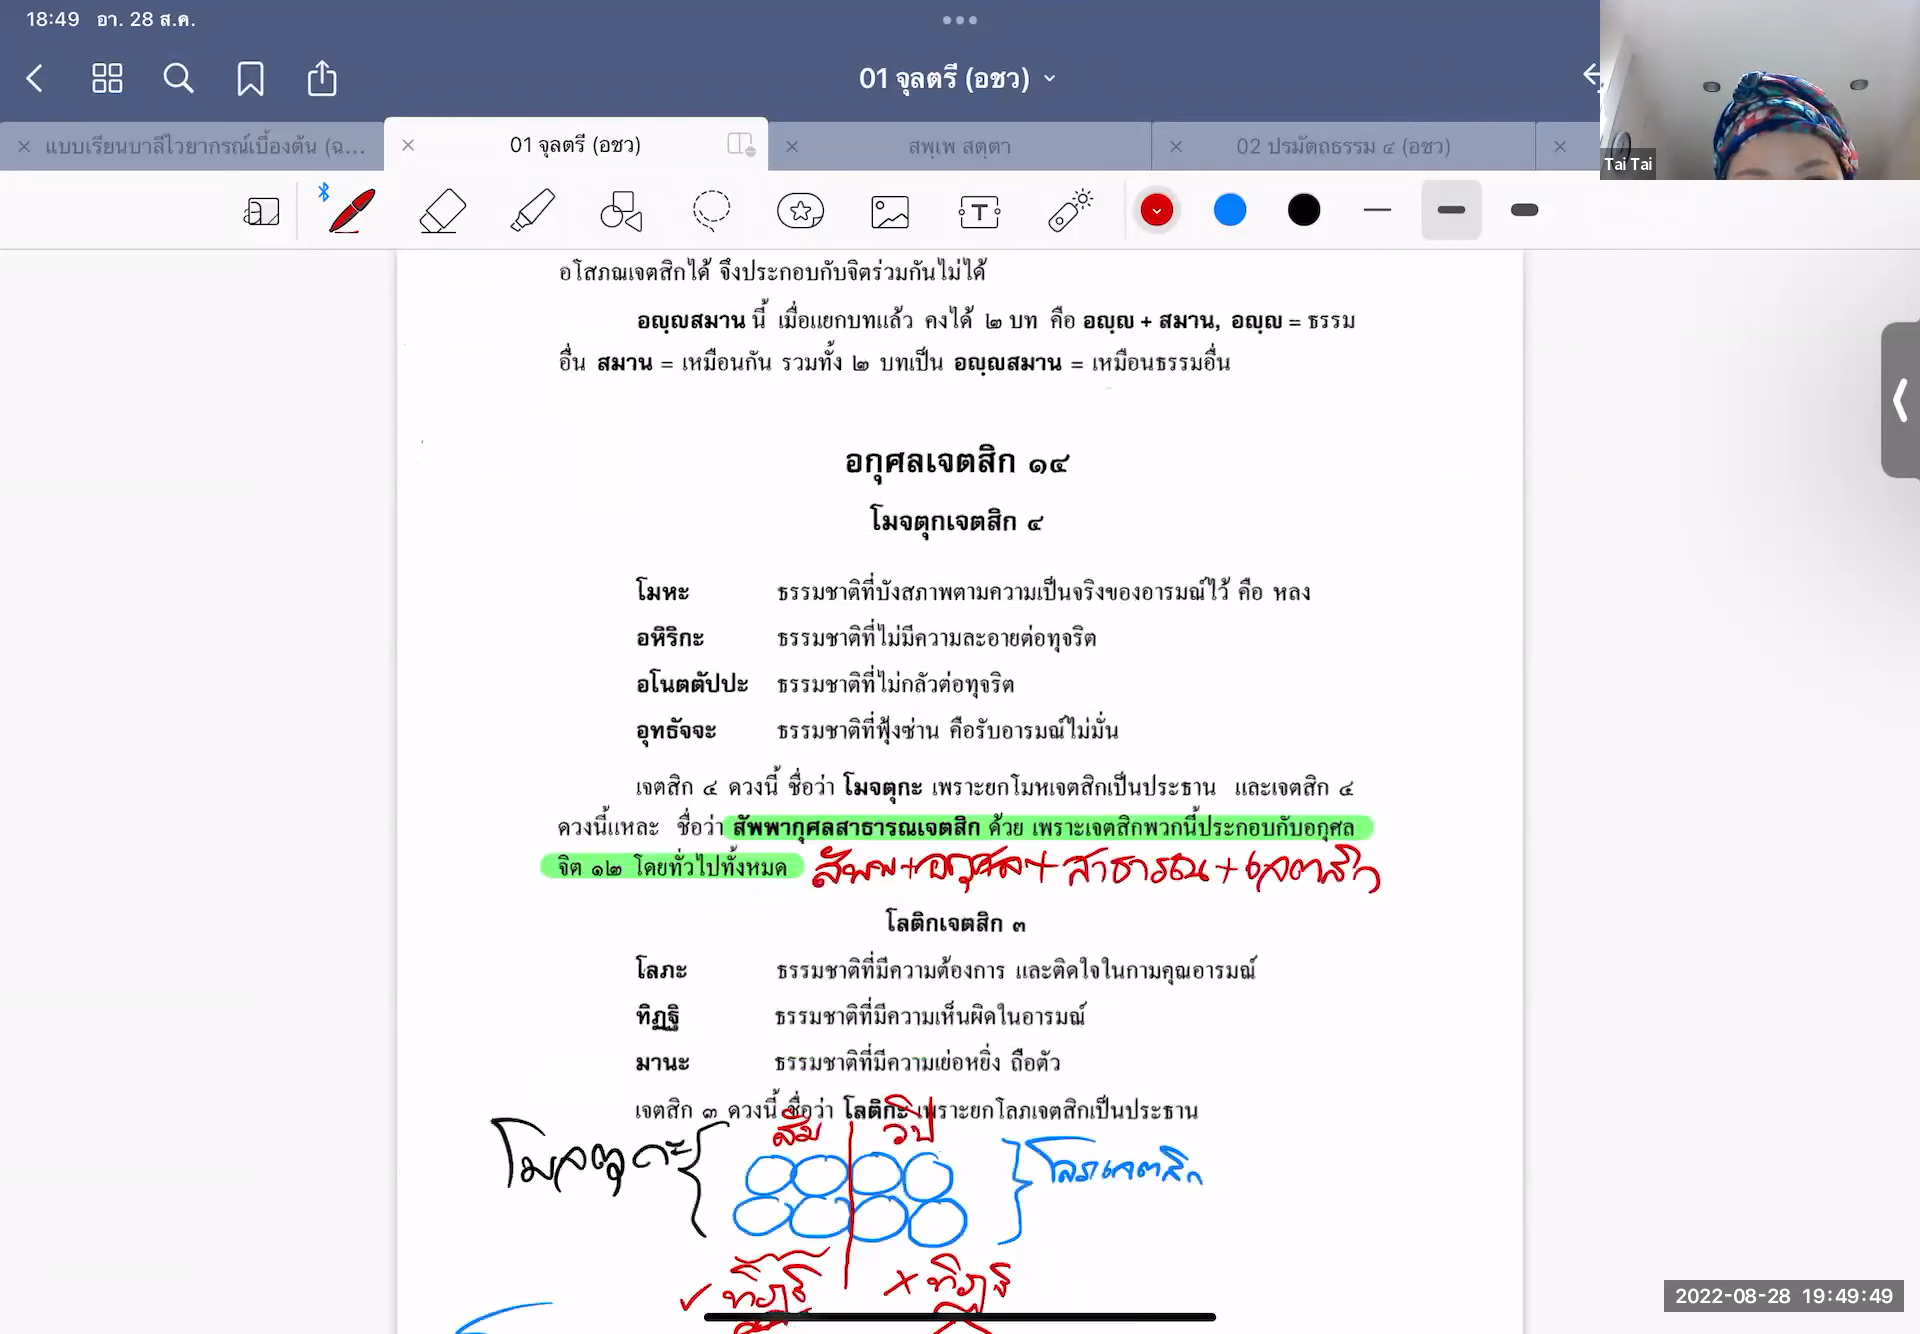 18:49 อา. 28 ส.ค.
01 จุลตรี (อชว)
แบบเรียนบาลีไวยากรณ์เบื้องต้น (ฉ...
01 จุลตรี (อชว)
สพฺเพ สตฺตา
02 ปรมัตถธรรม ๔ (อชว)
Tai Tai
อโสภณเจตสิกได้ จึงประกอบกับจิตร่วมกันไม่ได้
อญฺญสมาน นี้ เมื่อแยกบทแล้ว คงได้ ๒ บท คือ อญฺญ + สมาน, อญฺญ = ธรรม
อื่น สมาน = เหมือนกัน รวมทั้ง ๒ บทเป็น อญฺญสมาน = เหมือนธรรมอื่น
อกุศลเจตสิก ๑๔
โมจตุกเจตสิก ๔
โมหะ ธรรมชาติที่บังสภาพตามความเป็นจริงของอารมณ์ไว้ คือ หลง
อหิริกะ ธรรมชาติที่ไม่มีความละอายต่อทุจริต
อโนตตัปปะ ธรรมชาติที่ไม่กลัวต่อทุจริต
อุทธัจจะ ธรรมชาติที่ฟุ้งซ่าน คือรับอารมณ์ไม่มั่น
เจตสิก ๔ ดวงนี้ ชื่อว่า โมจตุกะ เพราะยกโมหเจตสิกเป็นประธาน และเจตสิก ๔
ดวงนี้แหละ ชื่อว่า สัพพากุศลสาธารณเจตสิก ด้วย เพราะเจตสิกพวกนี้ประกอบกับอกุศล
จิต ๑๒ โดยทั่วไปทั้งหมด สัพพ+อกุศล+สาธารณ+เจตสิก
โลติกเจตสิก ๓
โลภะ ธรรมชาติที่มีความต้องการ และติดใจในกามคุณอารมณ์
ทิฏฐิ ธรรมชาติที่มีความเห็นผิดในอารมณ์
มานะ ธรรมชาติที่มีความเย่อหยิ่ง ถือตัว
เจตสิก ๓ ดวงนี้ ชื่อว่า โลติกะ เพราะยกโลภเจตสิกเป็นประธาน
สัม วิป
โมจตุกะ โลภเจตสิก
ทิฏฐิ ทิฏฐิ
2022-08-28 19:49:49